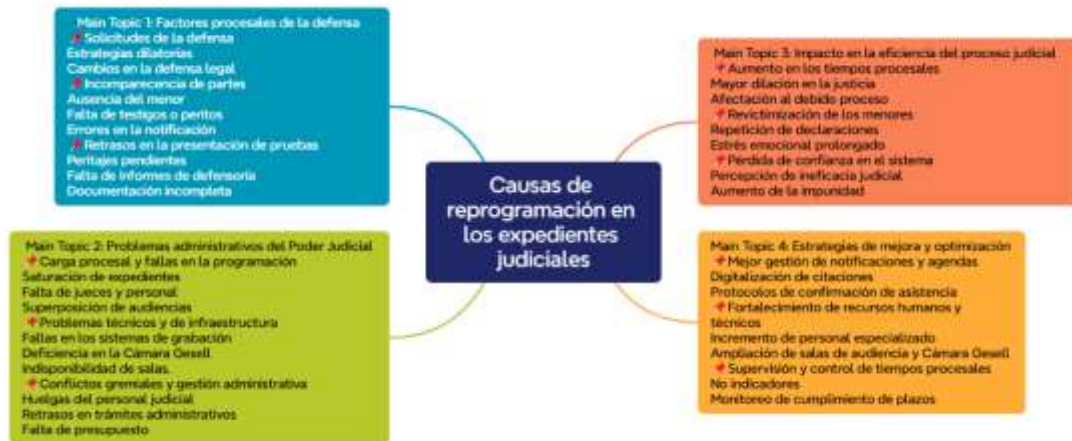 Main Topic 1: Factores procesales de la defensa
📌Solicitudes de la defensa
Estrategias dilatorias
Cambios en la defensa legal
📌Incomparecencia de partes
Ausencia del menor
Falta de testigos o peritos
Errores en la notificación
📌Retrasos en la presentación de pruebas
Peritajes pendientes
Falta de informes de defensoría
Documentación incompleta
Main Topic 2: Problemas administrativos del Poder Judicial
📌Carga procesal y fallas en la programación
Saturación de expedientes
Falta de jueces y personal
Superposición de audiencias
📌Problemas técnicos y de infraestructura
Fallas en los sistemas de grabación
Deficiencia en la Cámara Gesell
Indisponibilidad de salas.
📌Conflictos gremiales y gestión administrativa
Huelgas del personal judicial
Retrasos en trámites administrativos
Falta de presupuesto
Causas de
reprogramación en
los expedientes
judiciales
Main Topic 3: Impacto en la eficiencia del proceso judicial
📌Aumento en los tiempos procesales
Mayor dilación en la justicia
Afectación al debido proceso
📌Revictimización de los menores
Repetición de declaraciones
Estrés emocional prolongado
📌Pérdida de confianza en el sistema
Percepción de ineficacia judicial
Aumento de la impunidad
Main Topic 4: Estrategias de mejora y optimización
📌Mejor gestión de notificaciones y agendas
Digitalización de citaciones
Protocolos de confirmación de asistencia
📌Fortalecimiento de recursos humanos y
técnicos
Incremento de personal especializado
Ampliación de salas de audiencia y Cámara Gesell
📌Supervisión y control de tiempos procesales
No indicadores
Monitoreo de cumplimiento de plazos